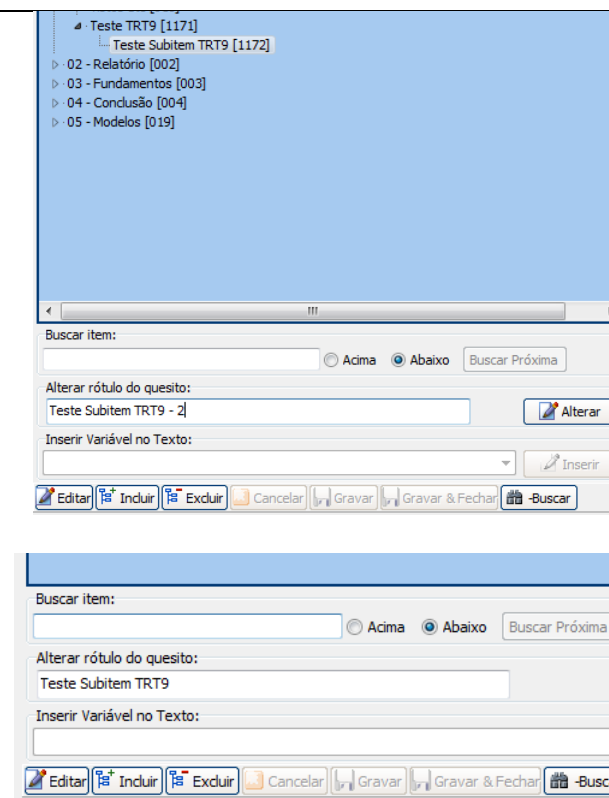 Teste TRT9 [1171]
Teste Subitem TRT9 [1172]
02 - Relatório [002]
03 - Fundamentos [003]
04 - Conclusão [004]
05 - Modelos [019]
Buscar item:
Acima Abaixo Buscar Próxima
Alterar rótulo do quesito:
Teste Subitem TRT9 - 2 Alterar
Inserir Variável no Texto:
Inserir
Editar Incluir Excluir Cancelar Gravar Gravar & Fechar -Buscar
Buscar item:
Acima Abaixo Buscar Próxima
Alterar rótulo do quesito:
Teste Subitem TRT9
Inserir Variável no Texto:
Editar Incluir Excluir Cancelar Gravar Gravar & Fechar -Busc